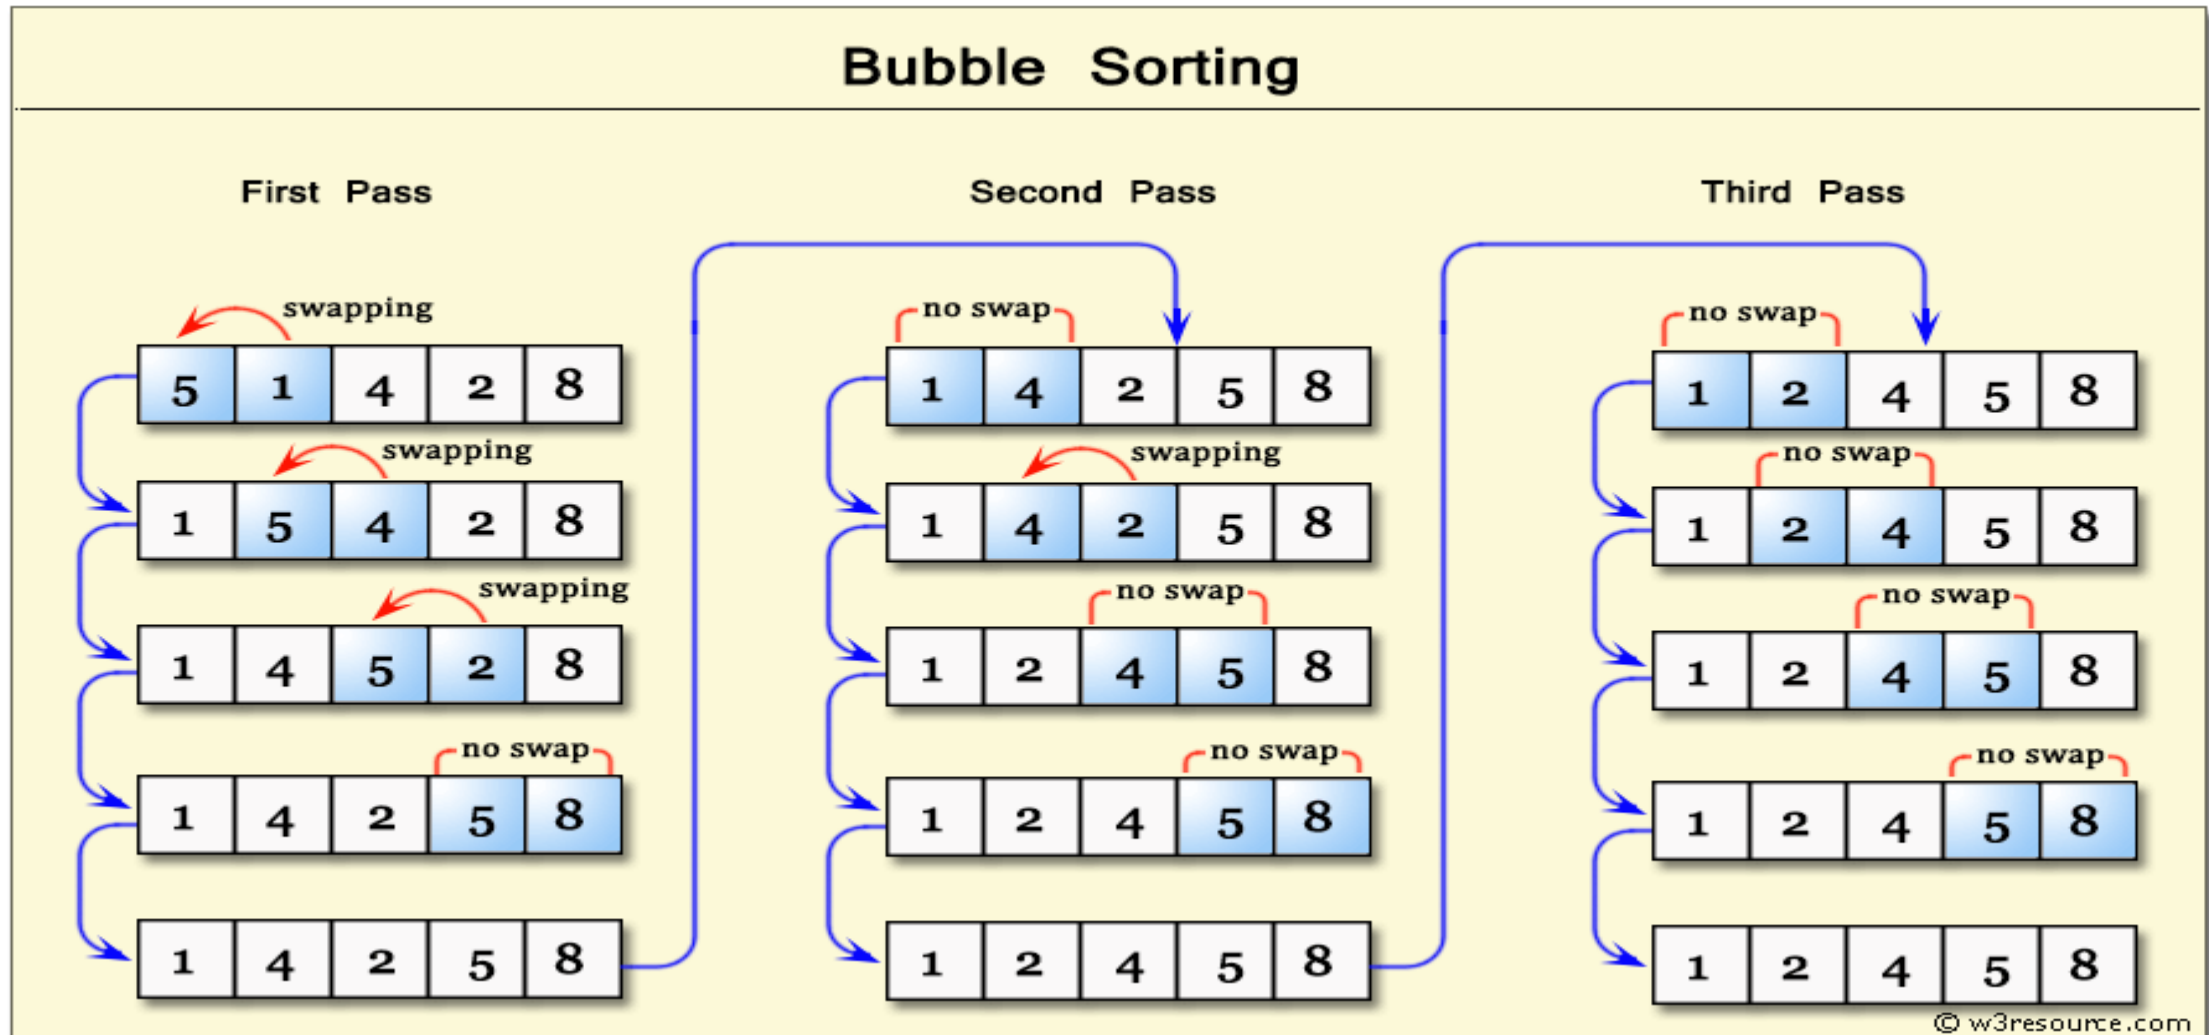 Bubble Sorting
First Pass
swapping
5 1 4 2 8
swapping
1 5 4 2 8
swapping
1 4 5 2 8
no swap
1 4 2 5 8
1 4 2 5 8
Second Pass
no swap
1 4 2 5 8
swapping
1 4 2 5 8
no swap
1 2 4 5 8
no swap
1 2 4 5 8
1 2 4 5 8
Third Pass
no swap
1 2 4 5 8
no swap
1 2 4 5 8
no swap
1 2 4 5 8
no swap
1 2 4 5 8
1 2 4 5 8
© w3resource.com